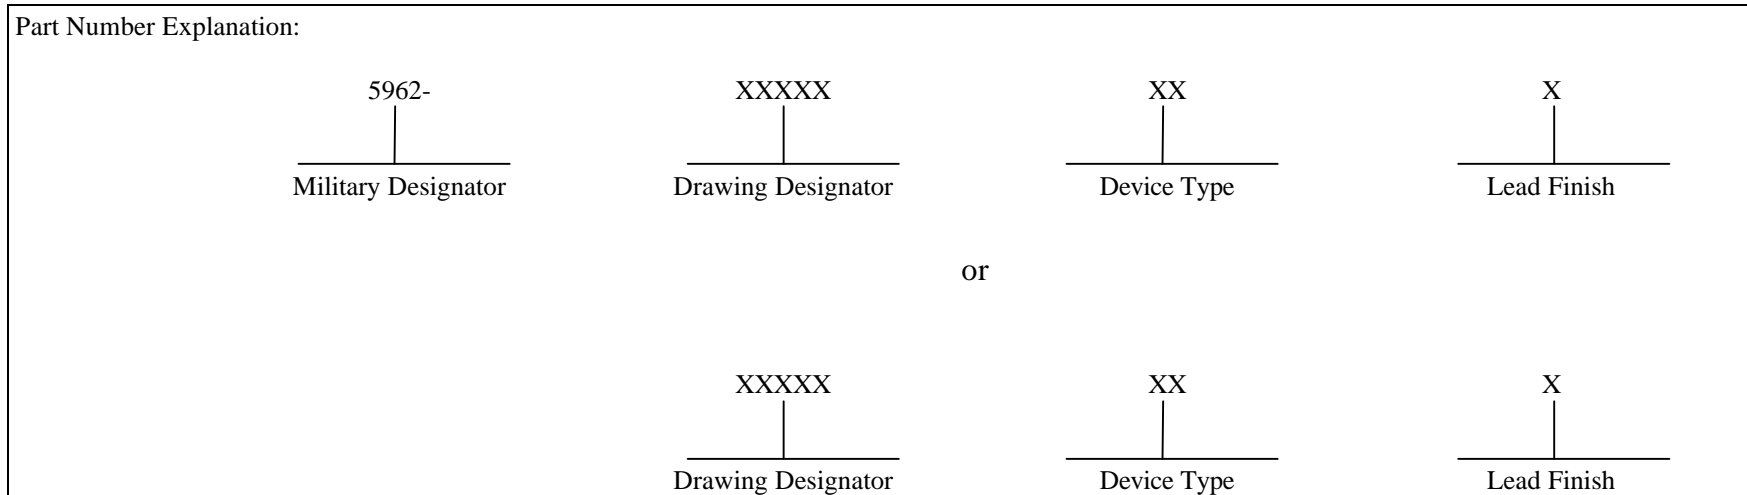 Part Number Explanation:
5962- XXXXX XX X
Military Designator Drawing Designator Device Type Lead Finish
or
XXXXX XX X
Drawing Designator Device Type Lead Finish